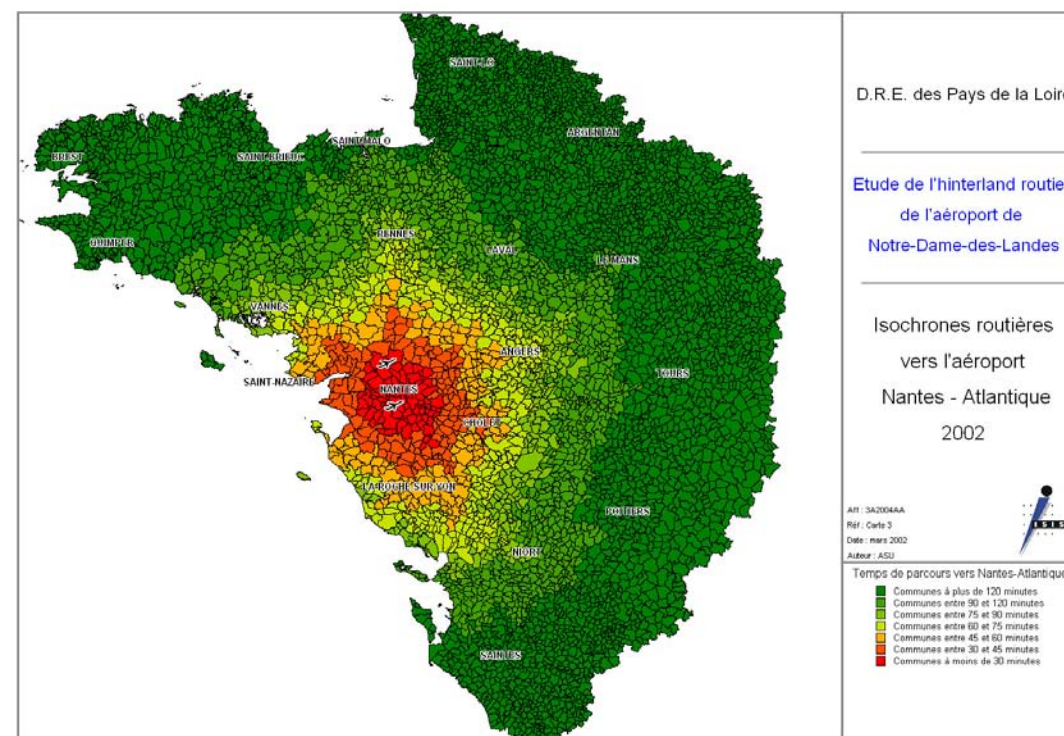 SAINT-LO
ARGENTAN
SAINT-MALO
BREST
SAINT-BRIEUC
RENNES
QUIMPER
LAVAL
LE MANS
VANNES
ANGERS
TOURS
SAINT-NAZAIRE
NANTES
CHOLET
LA ROCHE-SUR-YON
POITIERS
NIORT
SAINTES
D.R.E. des Pays de la Loire
Etude de l'hinterland routie
de l'aéroport de
Notre-Dame-des-Landes
Isochrones routières
vers l'aéroport
Nantes - Atlantique
2002
Aff : 3A2004AA
Réf : Carte 3
Date : mars 2002
Auteur : ASU
ISIS
Temps de parcours vers Nantes-Atlantique
Communes à plus de 120 minutes
Communes entre 90 et 120 minutes
Communes entre 75 et 90 minutes
Communes entre 60 et 75 minutes
Communes entre 45 et 60 minutes
Communes entre 30 et 45 minutes
Communes à moins de 30 minutes